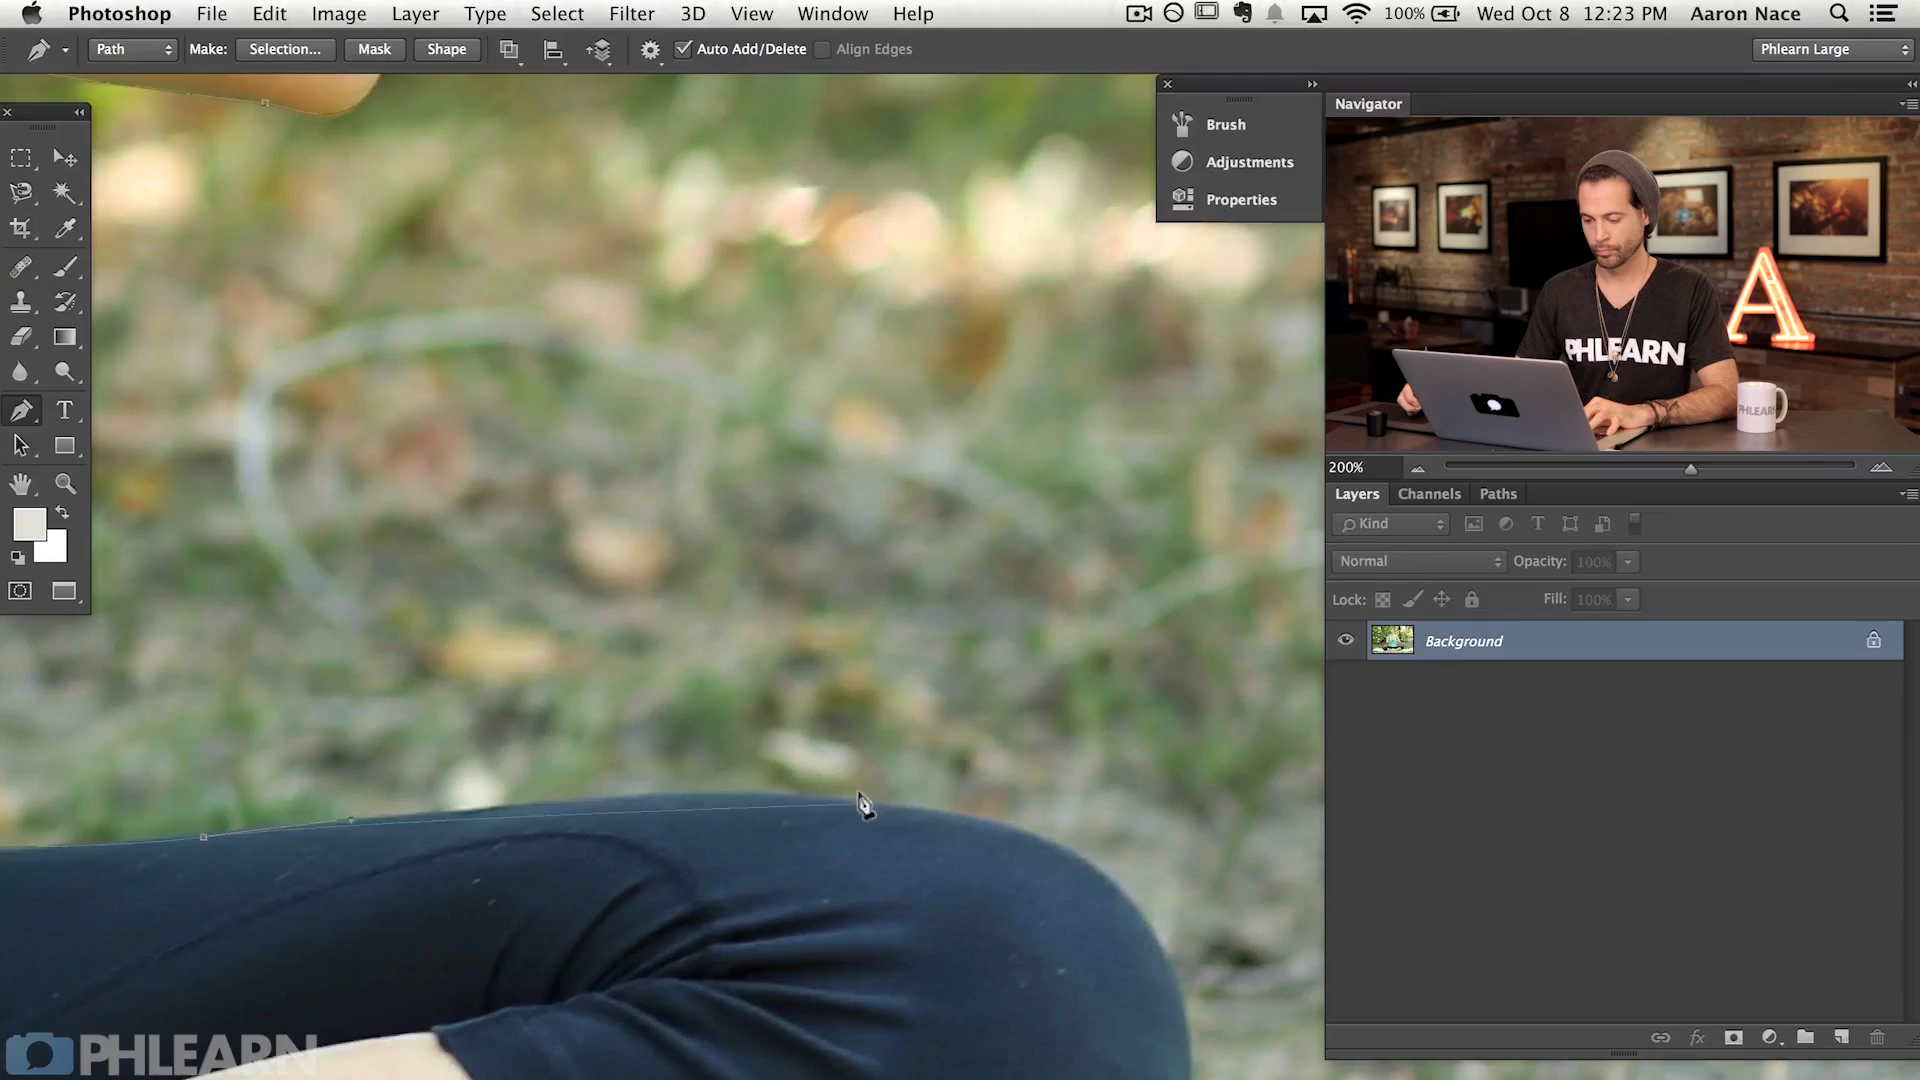 Photoshop File Edit Image Layer Type Select Filter 3D View Window Help 100% Wed Oct 8 12:23 PM Aaron Nace
Path Make: Selection... Mask Shape Auto Add/Delete Align Edges Phlearn Large
Navigator
Brush
Adjustments
Properties
PHLEARN
A
PHLEARN
200%
Layers Channels Paths
Kind
Normal Opacity: 100%
Lock: Fill: 100%
Background
T
fx
PHLEARN